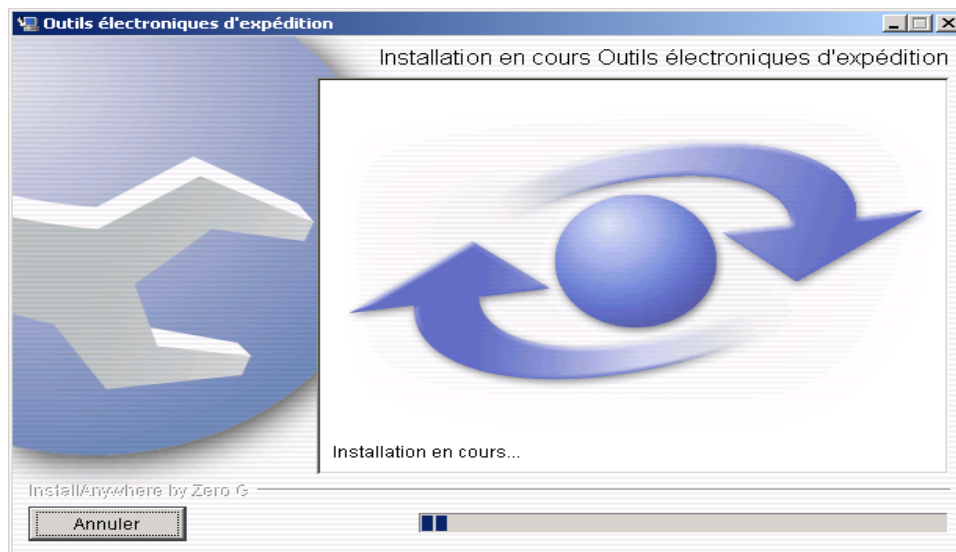 Outils électroniques d'expédition
Installation en cours Outils électroniques d'expédition
Installation en cours...
InstallAnywhere by Zero G
Annuler